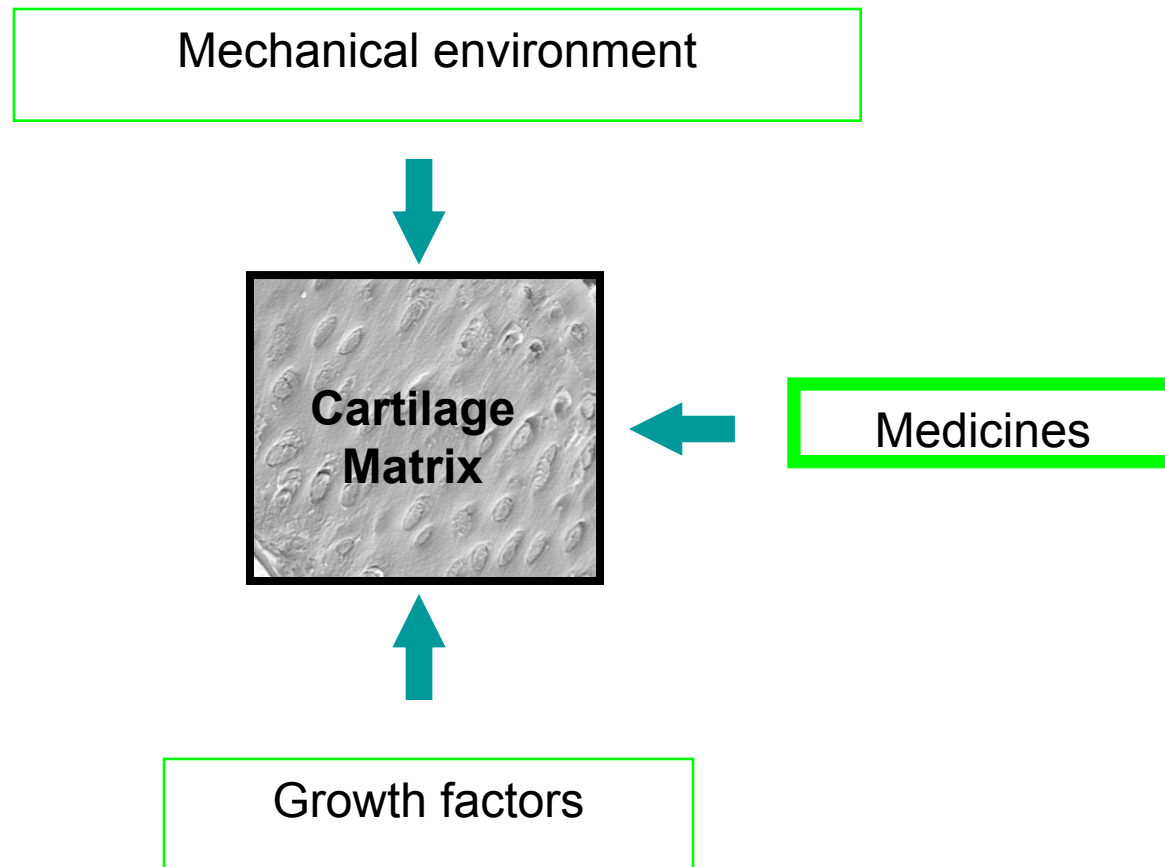 Mechanical environment
Cartilage
Matrix
Medicines
Growth factors